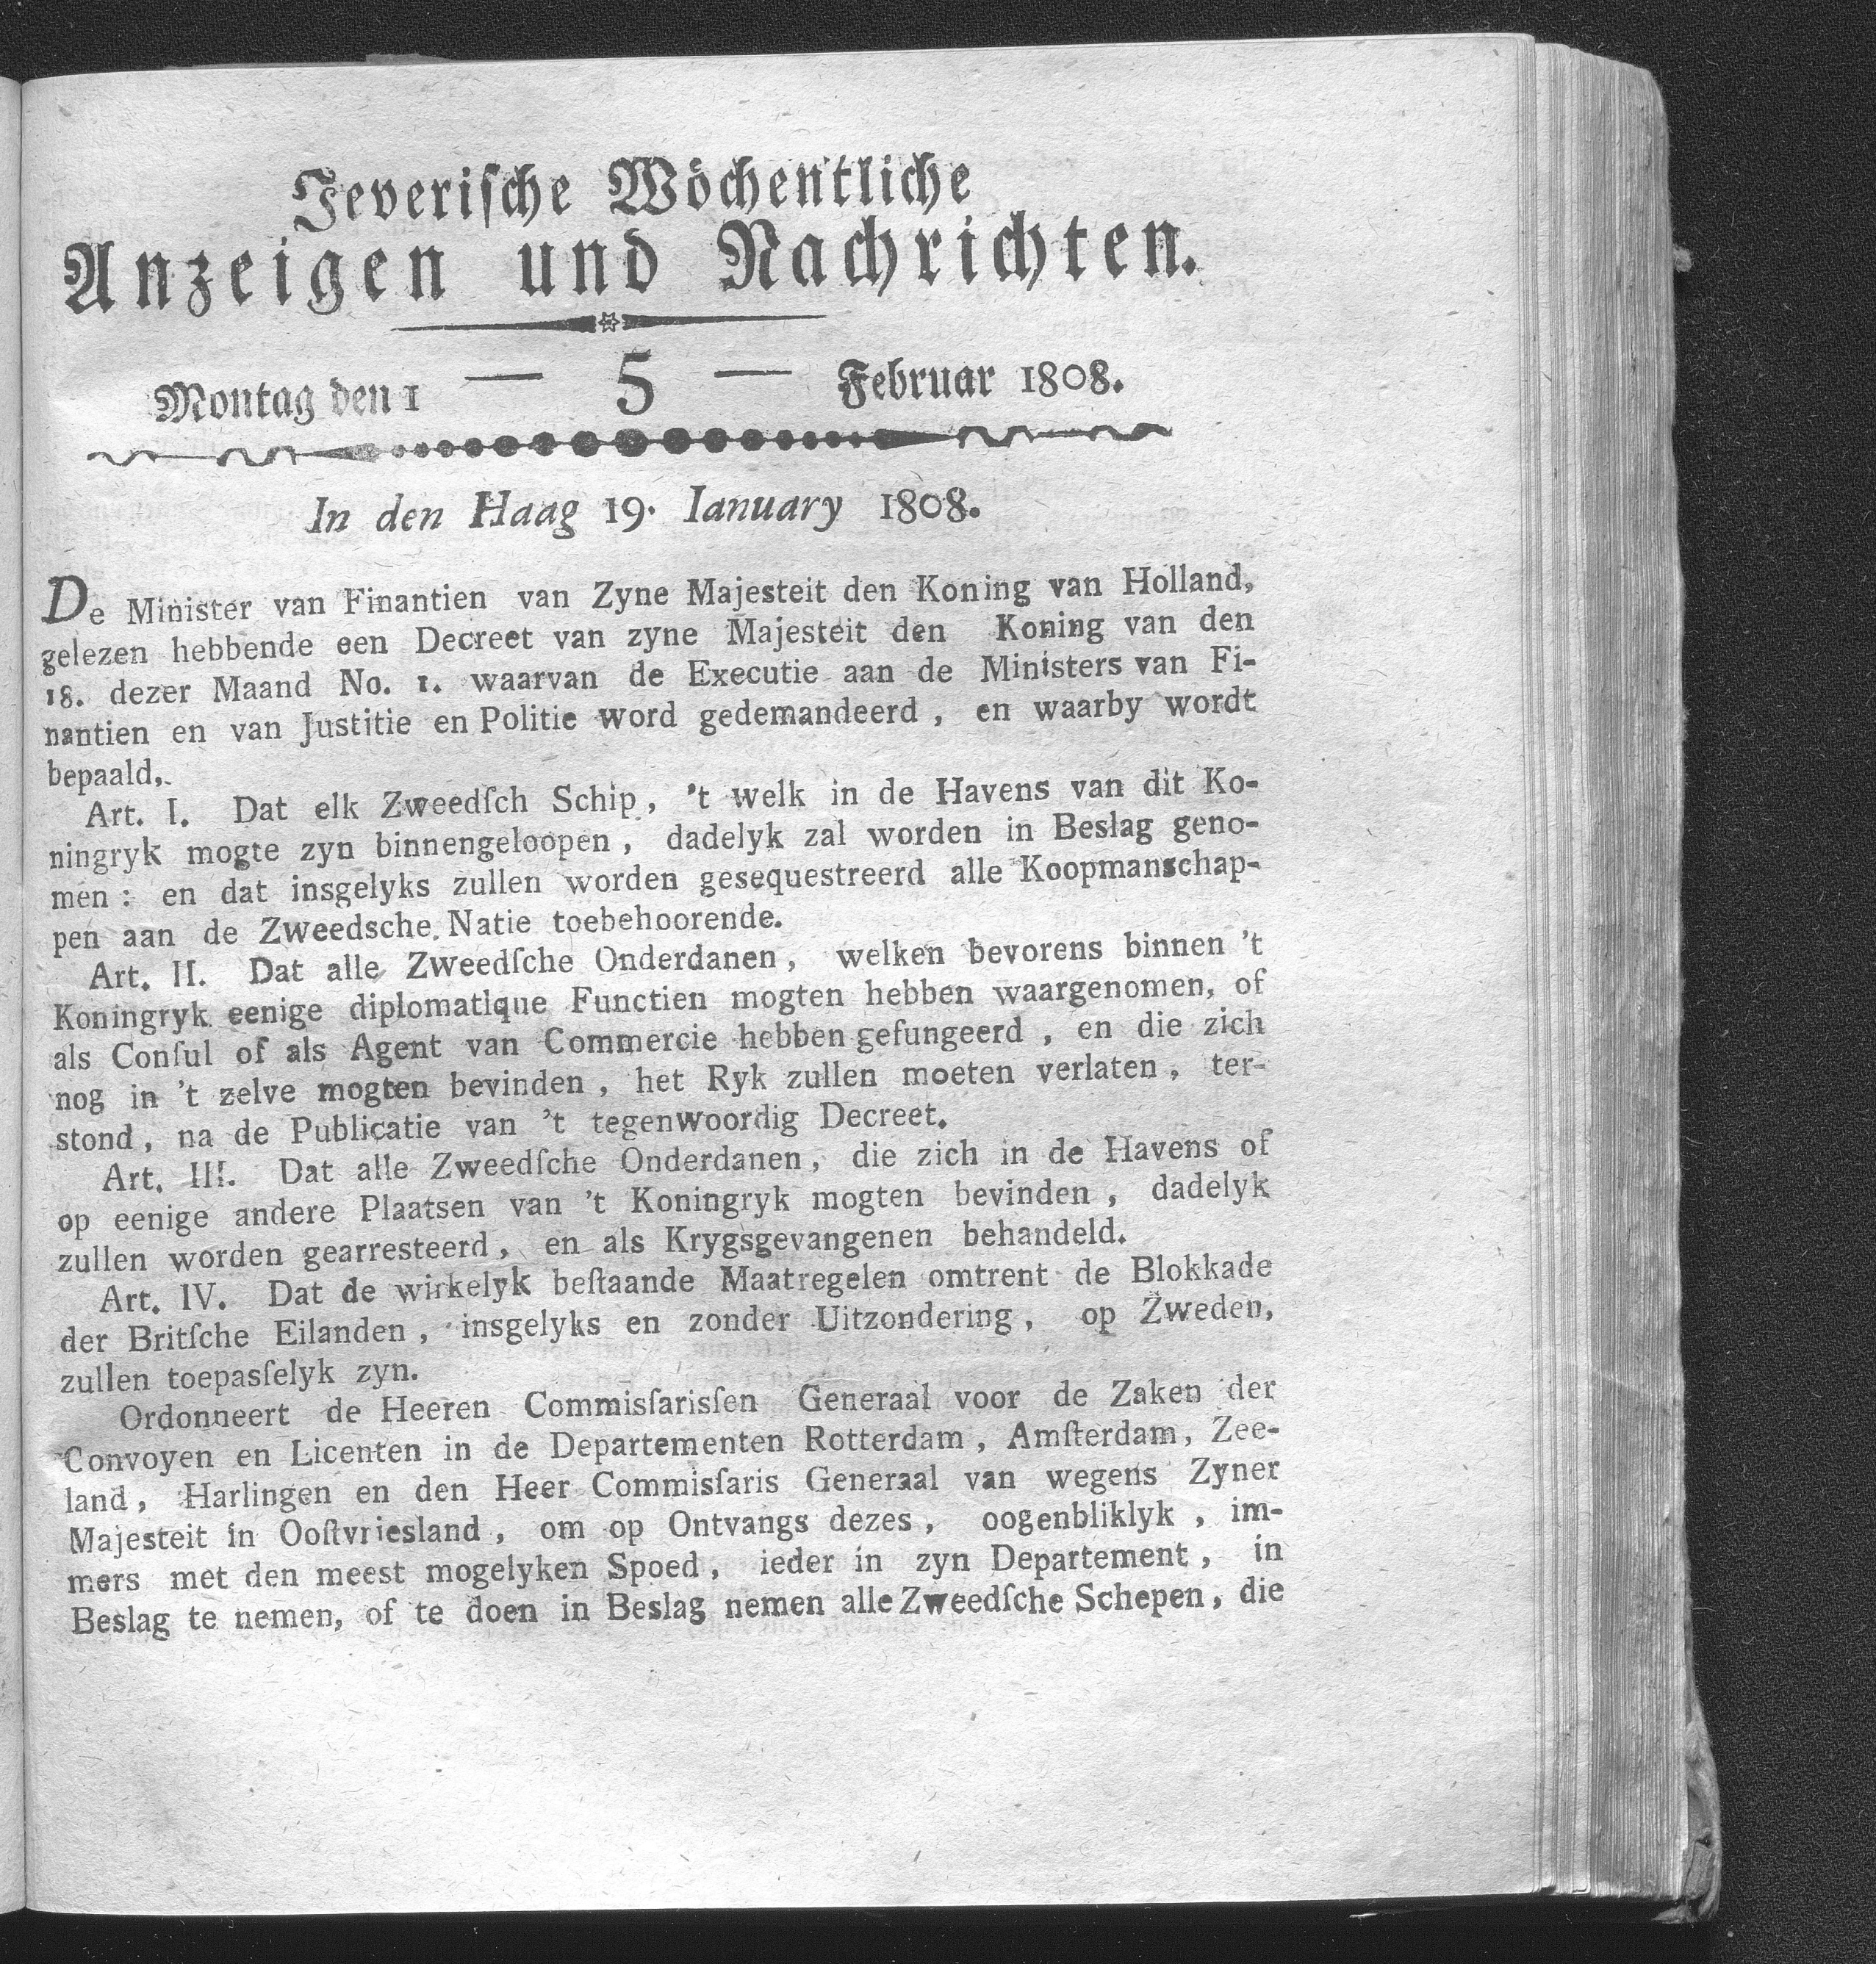 Jeverische Wöchentliche
Anzeigen und Nachrichten.
Montag den 1 — 5 — Februar 1808.
In den Haag 19. Ianuary 1808.
De Minister van Finantien van Zyne Majesteit den Koning van Holland,
gelezen hebbende een Decreet van zyne Majesteit den Koning van den
18. dezer Maand No. 1. waarvan de Executie aan de Ministers van Fi-
nantien en van Justitie en Politie word gedemandeerd, en waarby wordt
bepaald,
Art. I. Dat elk Zweedſch Schip, 't welk in de Havens van dit Ko-
ningryk mogte zyn binnengeloopen, dadelyk zal worden in Beslag geno-
men: en dat insgelyks zullen worden gesequestreerd alle Koopmanschap-
pen aan de Zweedsche Natie toebehoorende.
Art. II. Dat alle Zweedſche Onderdanen, welken bevorens binnen 't
Koningryk eenige diplomatique Functien mogten hebben waargenomen, of
als Conſul of als Agent van Commercie hebben gefungeerd, en die zich
nog in 't zelve mogten bevinden, het Ryk zullen moeten verlaten, ter-
stond, na de Publicatie van 't tegenwoordig Decreet.
Art. III. Dat alle Zweedſche Onderdanen, die zich in de Havens of
op eenige andere Plaatsen van 't Koningryk mogten bevinden, dadelyk
zullen worden gearresteerd, en als Krygsgevangenen behandeld.
Art. IV. Dat de wirkelyk beſtaande Maatregelen omtrent de Blokkade
der Britſche Eilanden, insgelyks en zonder Uitzondering, op Zweden,
zullen toepasſelyk zyn.
Ordonneert de Heeren Commisſarisſen Generaal voor de Zaken der
Convoyen en Licenten in de Departementen Rotterdam, Amſterdam, Zee-
land, Harlingen en den Heer Commisſaris Generaal van wegens Zyner
Majesteit in Ooſtvriesland, om op Ontvangs dezes, oogenbliklyk, im-
mers met den meest mogelyken Spoed, ieder in zyn Departement, in
Beslag te nemen, of te doen in Beslag nemen alle Zweedſche Schepen, die